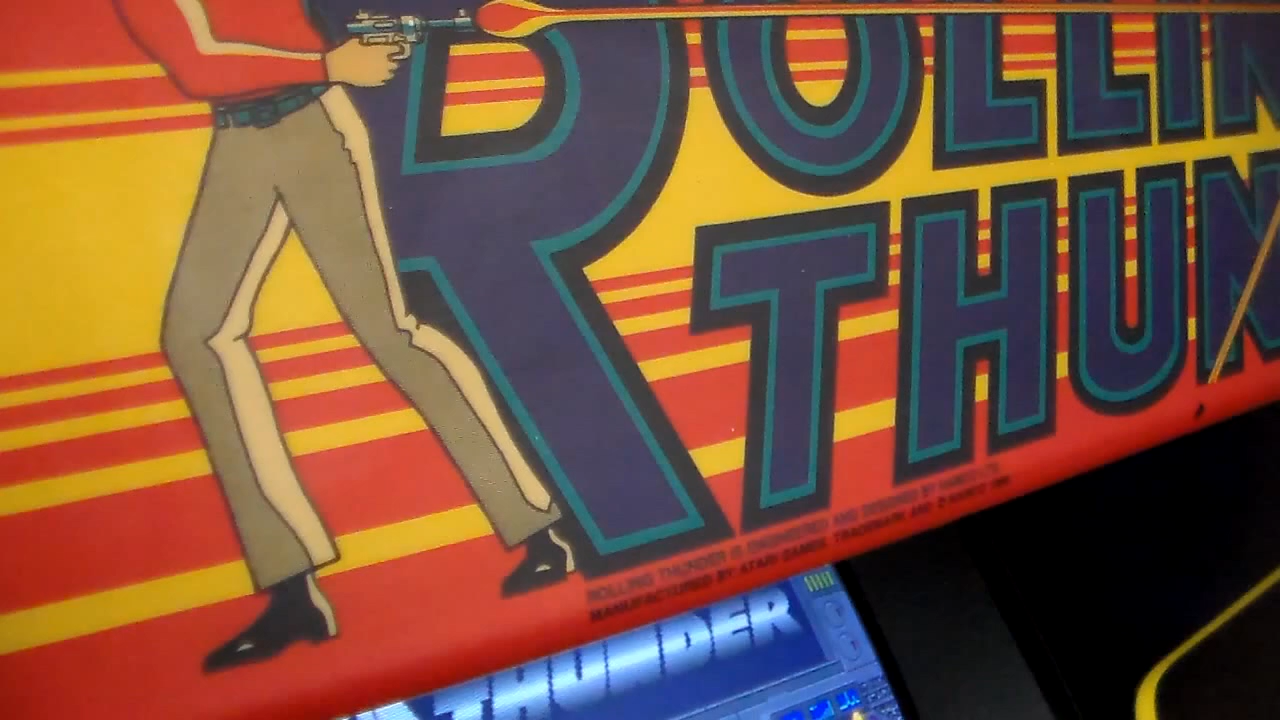 ROLLIN
THUN
ROLLING THUNDER IS ENGINEERED AND DESIGNED BY NAMCO LTD.
MANUFACTURED BY ATARI GAMES. TRADEMARK AND © NAMCO
THUNDER